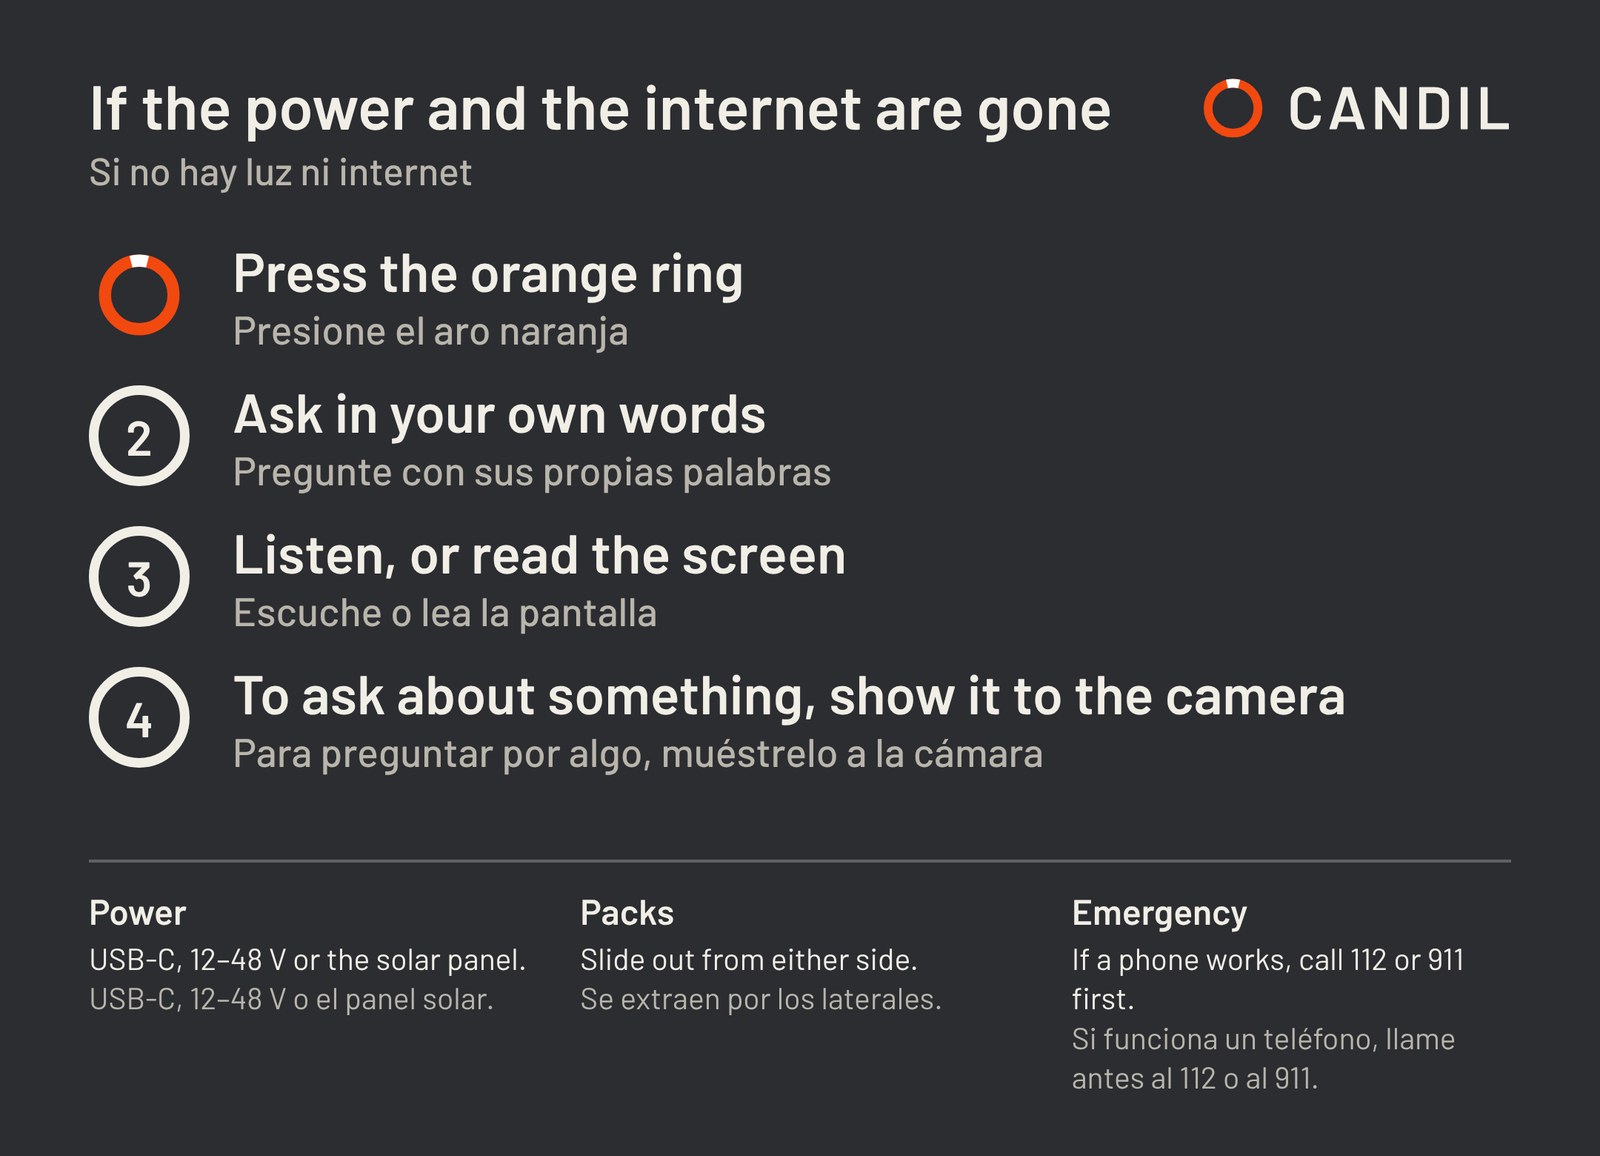 If the power and the internet are gone
CANDIL
Si no hay luz ni internet
Press the orange ring
Presione el aro naranja
2
Ask in your own words
Pregunte con sus propias palabras
3
Listen, or read the screen
Escuche o lea la pantalla
4
To ask about something, show it to the camera
Para preguntar por algo, muéstrelo a la cámara
Power
USB-C, 12–48 V or the solar panel.
USB-C, 12–48 V o el panel solar.
Packs
Slide out from either side.
Se extraen por los laterales.
Emergency
If a phone works, call 112 or 911
first.
Si funciona un teléfono, llame
antes al 112 o al 911.